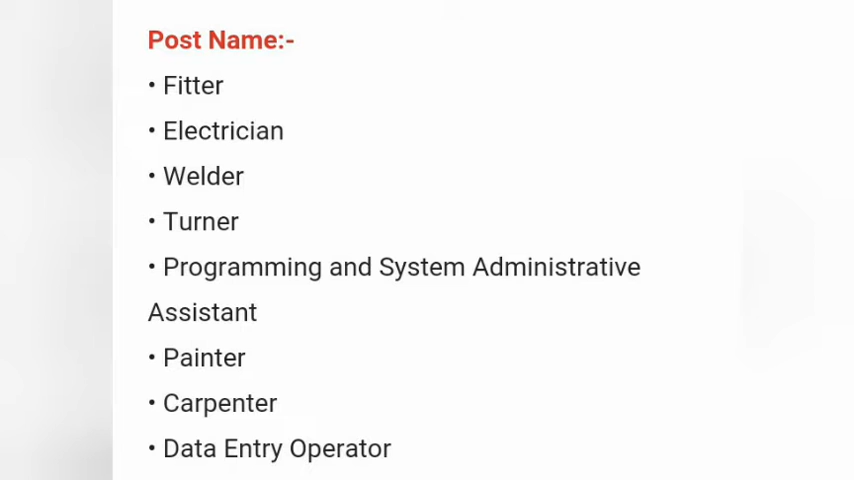 Post Name:-
• Fitter
• Electrician
• Welder
• Turner
• Programming and System Administrative
Assistant
• Painter
• Carpenter
• Data Entry Operator